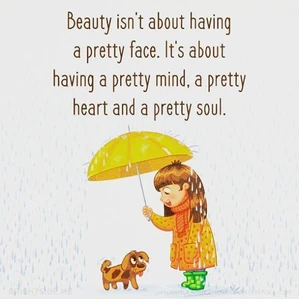 Beauty isn't about having
a pretty face. It's about
having a pretty mind, a pretty
heart and a pretty soul.